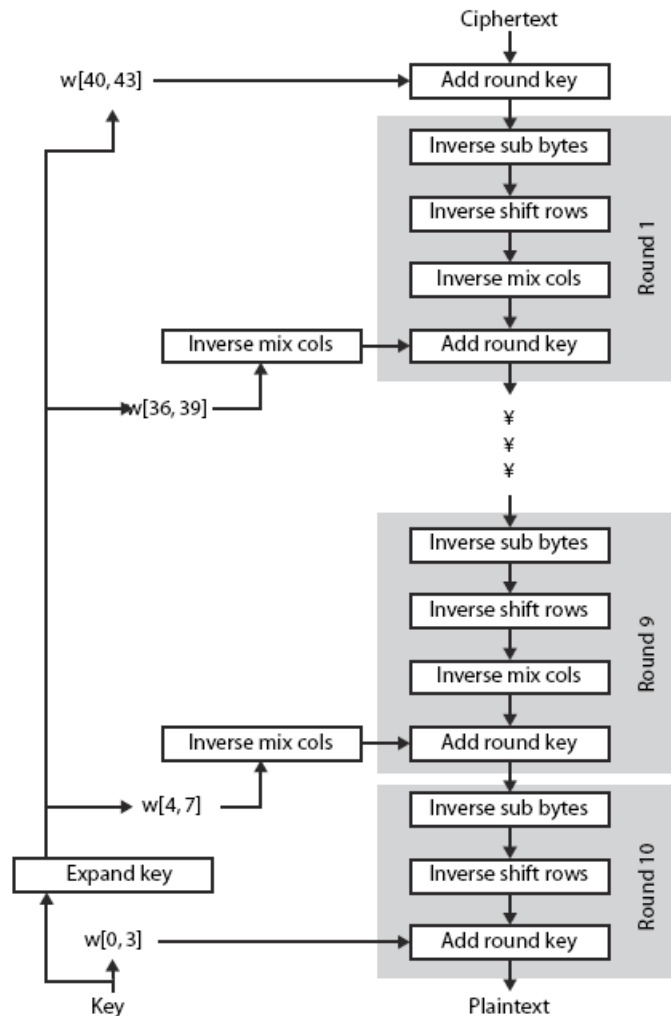 Ciphertext
w[40, 43]
Add round key
Inverse sub bytes
Inverse shift rows
Round 1
Inverse mix cols
Inverse mix cols
Add round key
w[36, 39]
¥
¥
¥
Inverse sub bytes
Inverse shift rows
Round 9
Inverse mix cols
Inverse mix cols
Add round key
w[4, 7]
Inverse sub bytes
Expand key
Inverse shift rows
Round 10
w[0, 3]
Add round key
Key
Plaintext